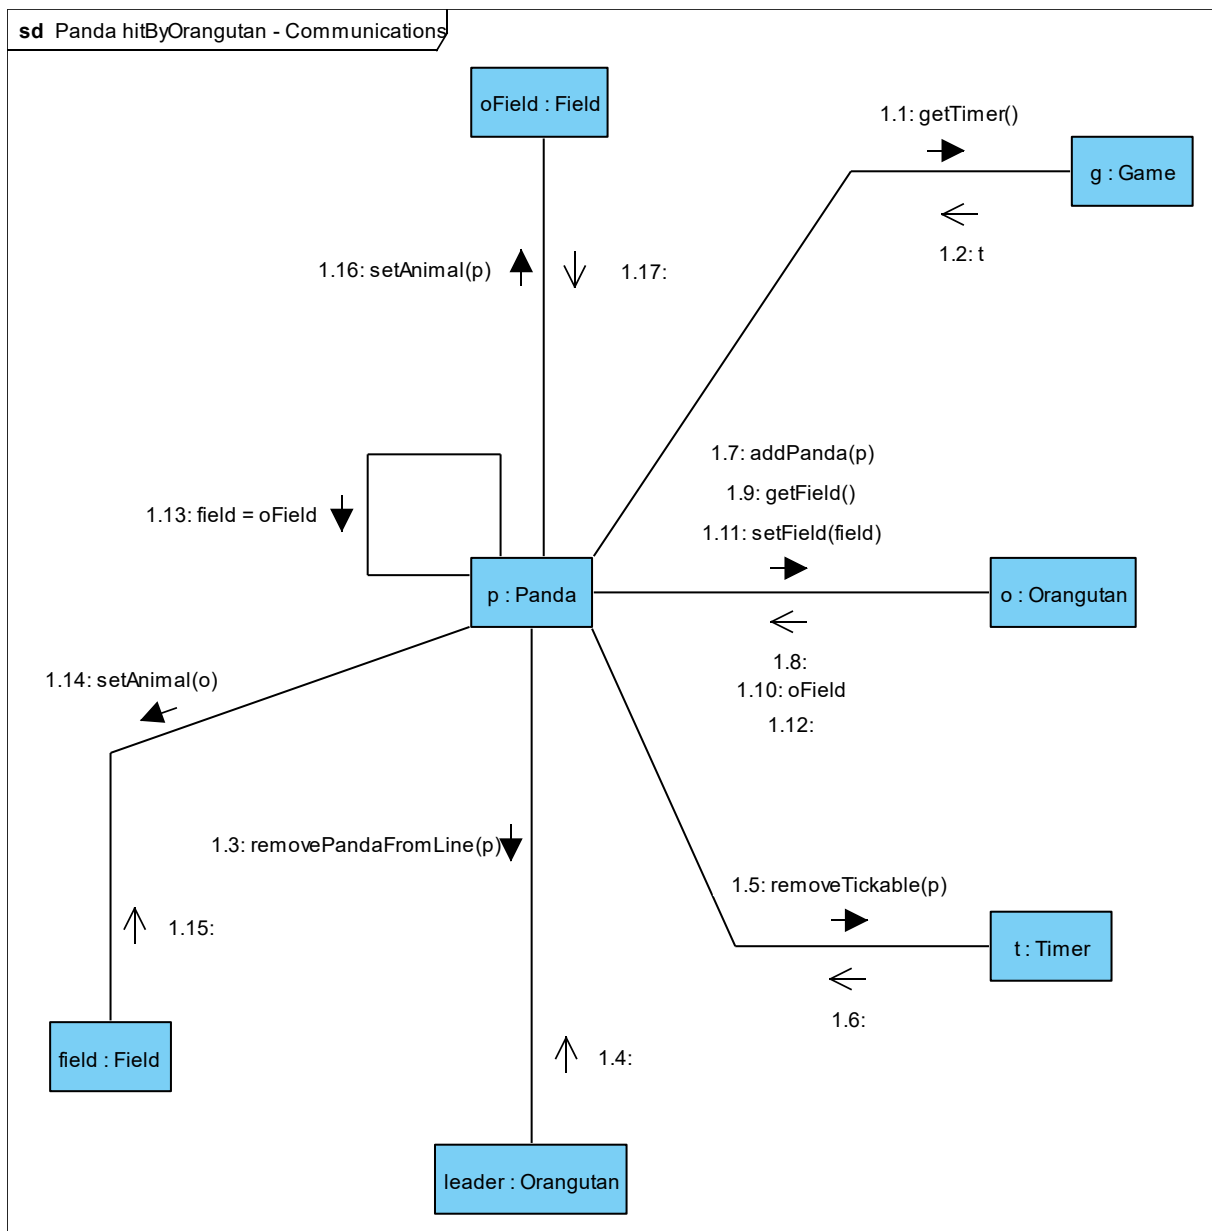 sd Panda hitByOrangutan - Communications
oField : Field
1.1: getTimer()
g : Game
1.2: t
1.16: setAnimal(p)
1.17:
1.7: addPanda(p)
1.9: getField()
1.11: setField(field)
1.13: field = oField
p : Panda
o : Orangutan
1.8:
1.10: oField
1.12:
1.14: setAnimal(o)
1.3: removePandaFromLine(p)
1.5: removeTickable(p)
1.15:
t : Timer
1.6:
field : Field
1.4:
leader : Orangutan